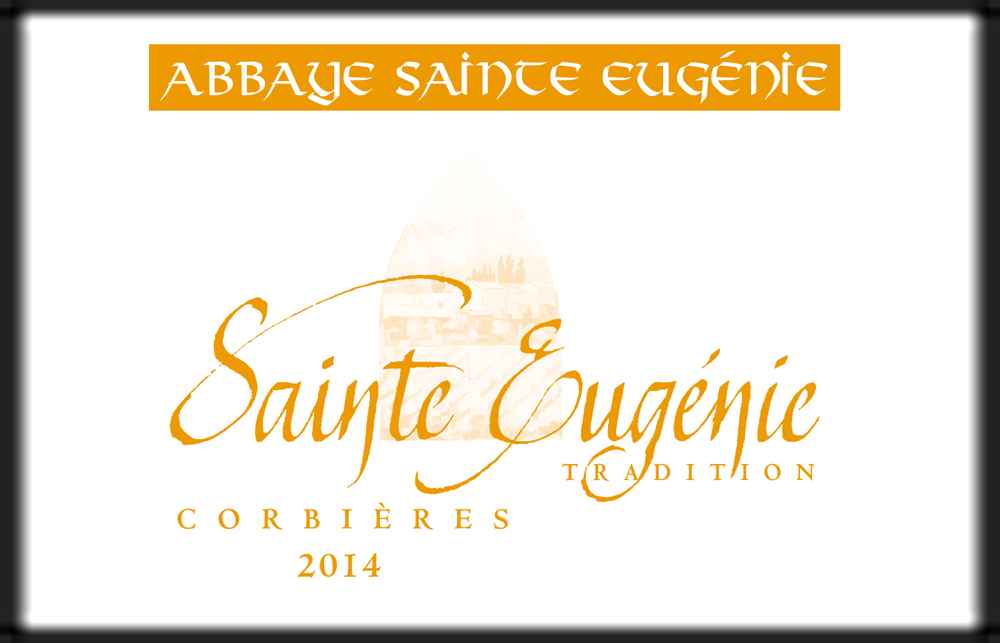 ABBAYE SAINTE EUGÉNIE
Sainte Eugénie
TRADITION
CORBIÈRES
2014